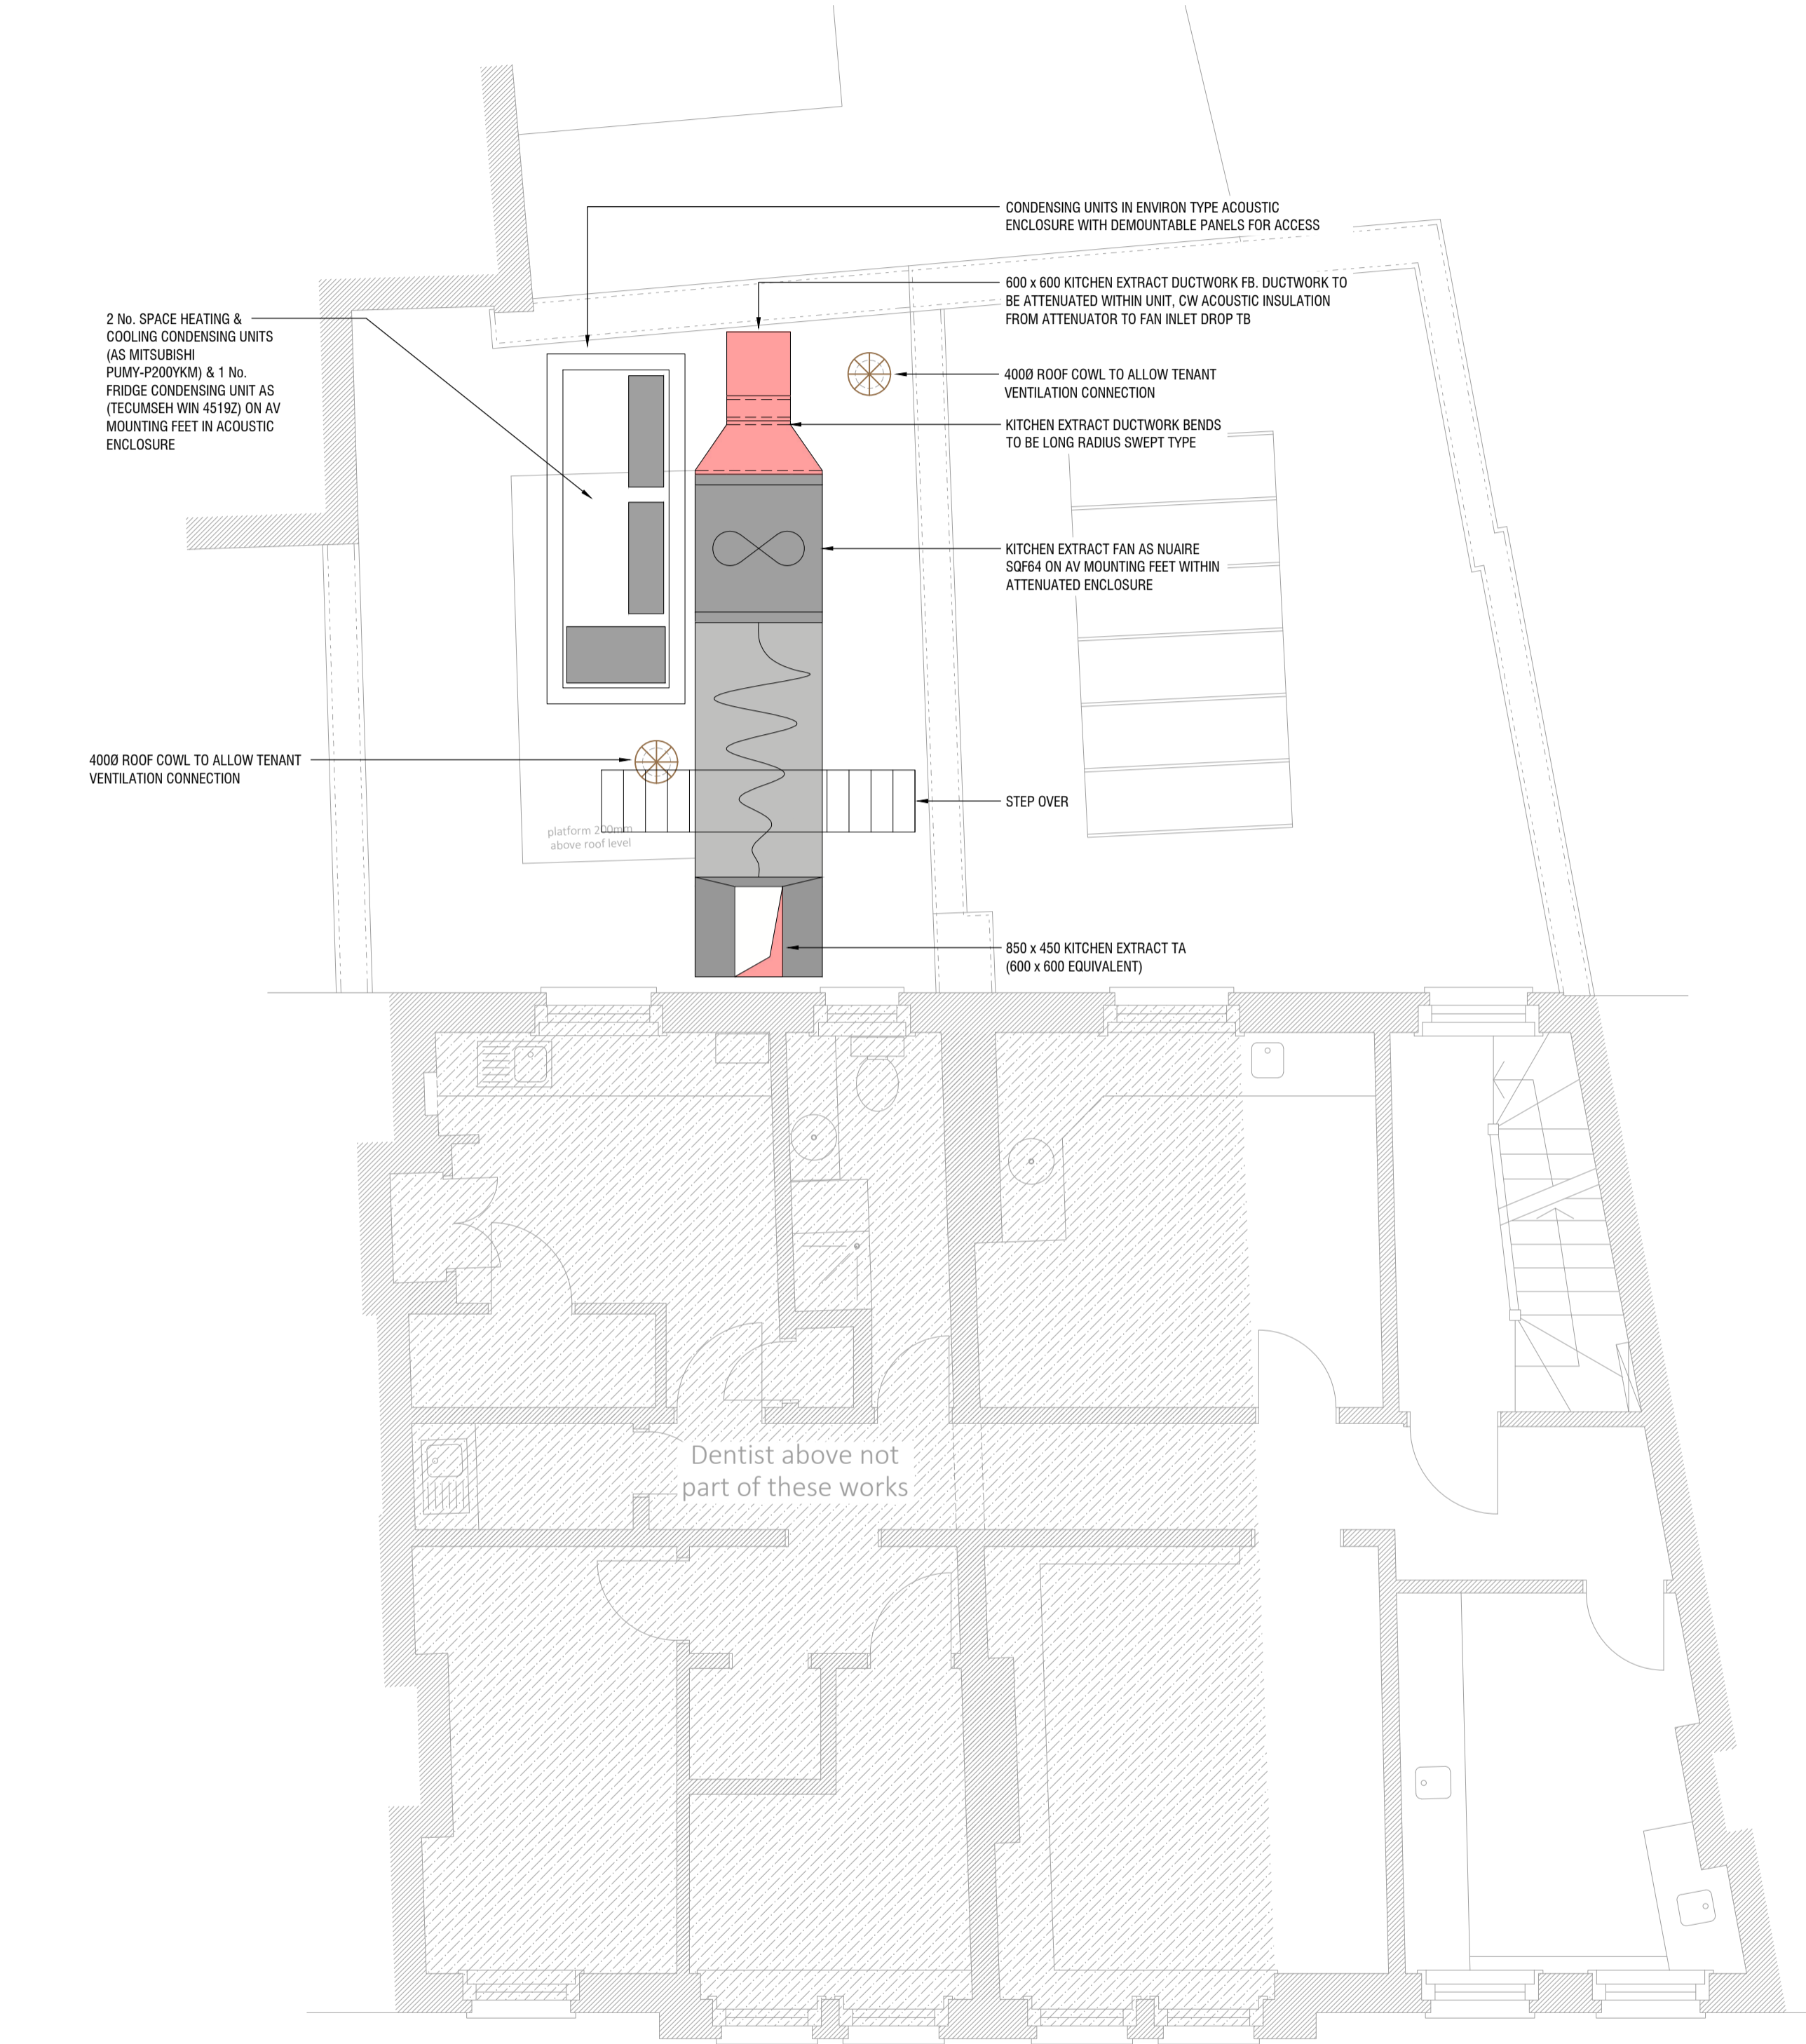 CONDENSING UNITS IN ENVIRON TYPE ACOUSTIC
ENCLOSURE WITH DEMOUNTABLE PANELS FOR ACCESS
600 x 600 KITCHEN EXTRACT DUCTWORK FB. DUCTWORK TO
BE ATTENUATED WITHIN UNIT, CW ACOUSTIC INSULATION
FROM ATTENUATOR TO FAN INLET DROP TB
2 No. SPACE HEATING &
COOLING CONDENSING UNITS
(AS MITSUBISHI
PUMY-P200YKM) & 1 No.
FRIDGE CONDENSING UNIT AS
(TECUMSEH WIN 4519Z) ON AV
MOUNTING FEET IN ACOUSTIC
ENCLOSURE
400Ø ROOF COWL TO ALLOW TENANT
VENTILATION CONNECTION
KITCHEN EXTRACT DUCTWORK BENDS
TO BE LONG RADIUS SWEPT TYPE
KITCHEN EXTRACT FAN AS NUAIRE
SQF64 ON AV MOUNTING FEET WITHIN
ATTENUATED ENCLOSURE
400Ø ROOF COWL TO ALLOW TENANT
VENTILATION CONNECTION
STEP OVER
platform 200mm
above roof level
850 x 450 KITCHEN EXTRACT TA
(600 x 600 EQUIVALENT)
Dentist above not
part of these works